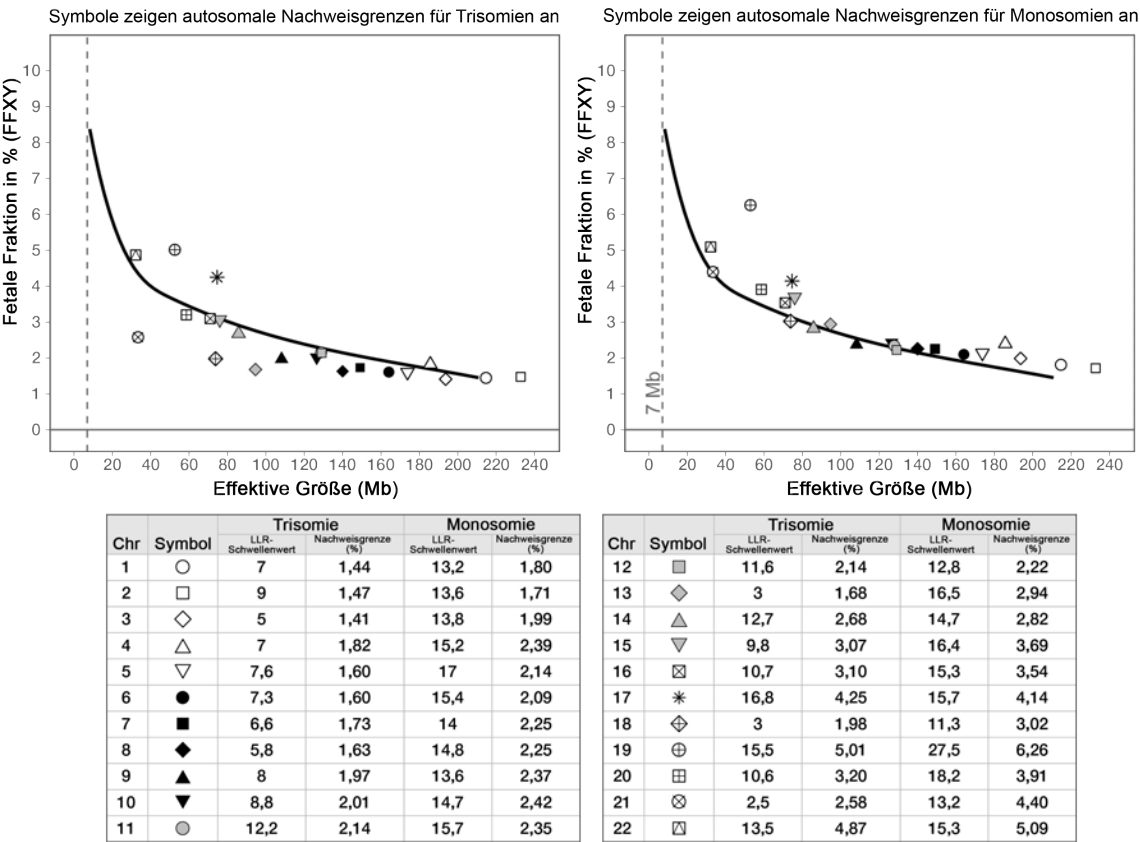 Symbole zeigen autosomale Nachweisgrenzen für Trisomien an
Fetale Fraktion in % (FFXY)
10
9
8
7
6
5
4
3
2
1
0
0 20 40 60 80 100 120 140 160 180 200 220 240
Effektive Größe (Mb)
Symbole zeigen autosomale Nachweisgrenzen für Monosomien an
Fetale Fraktion in % (FFXY)
10
9
8
7
6
5
4
3
2
1
0
7 Mb
0 20 40 60 80 100 120 140 160 180 200 220 240
Effektive Größe (Mb)
Trisomie Monosomie
Chr Symbol LLR-Schwellenwert Nachweisgrenze (%) LLR-Schwellenwert Nachweisgrenze (%)
1 7 1,44 13,2 1,80
2 9 1,47 13,6 1,71
3 5 1,41 13,8 1,99
4 7 1,82 15,2 2,39
5 7,6 1,60 17 2,14
6 7,3 1,60 15,4 2,09
7 6,6 1,73 14 2,25
8 5,8 1,63 14,8 2,25
9 8 1,97 13,6 2,37
10 8,8 2,01 14,7 2,42
11 12,2 2,14 15,7 2,35
Trisomie Monosomie
Chr Symbol LLR-Schwellenwert Nachweisgrenze (%) LLR-Schwellenwert Nachweisgrenze (%)
12 11,6 2,14 12,8 2,22
13 3 1,68 16,5 2,94
14 12,7 2,68 14,7 2,82
15 9,8 3,07 16,4 3,69
16 10,7 3,10 15,3 3,54
17 16,8 4,25 15,7 4,14
18 3 1,98 11,3 3,02
19 15,5 5,01 27,5 6,26
20 10,6 3,20 18,2 3,91
21 2,5 2,58 13,2 4,40
22 13,5 4,87 15,3 5,09